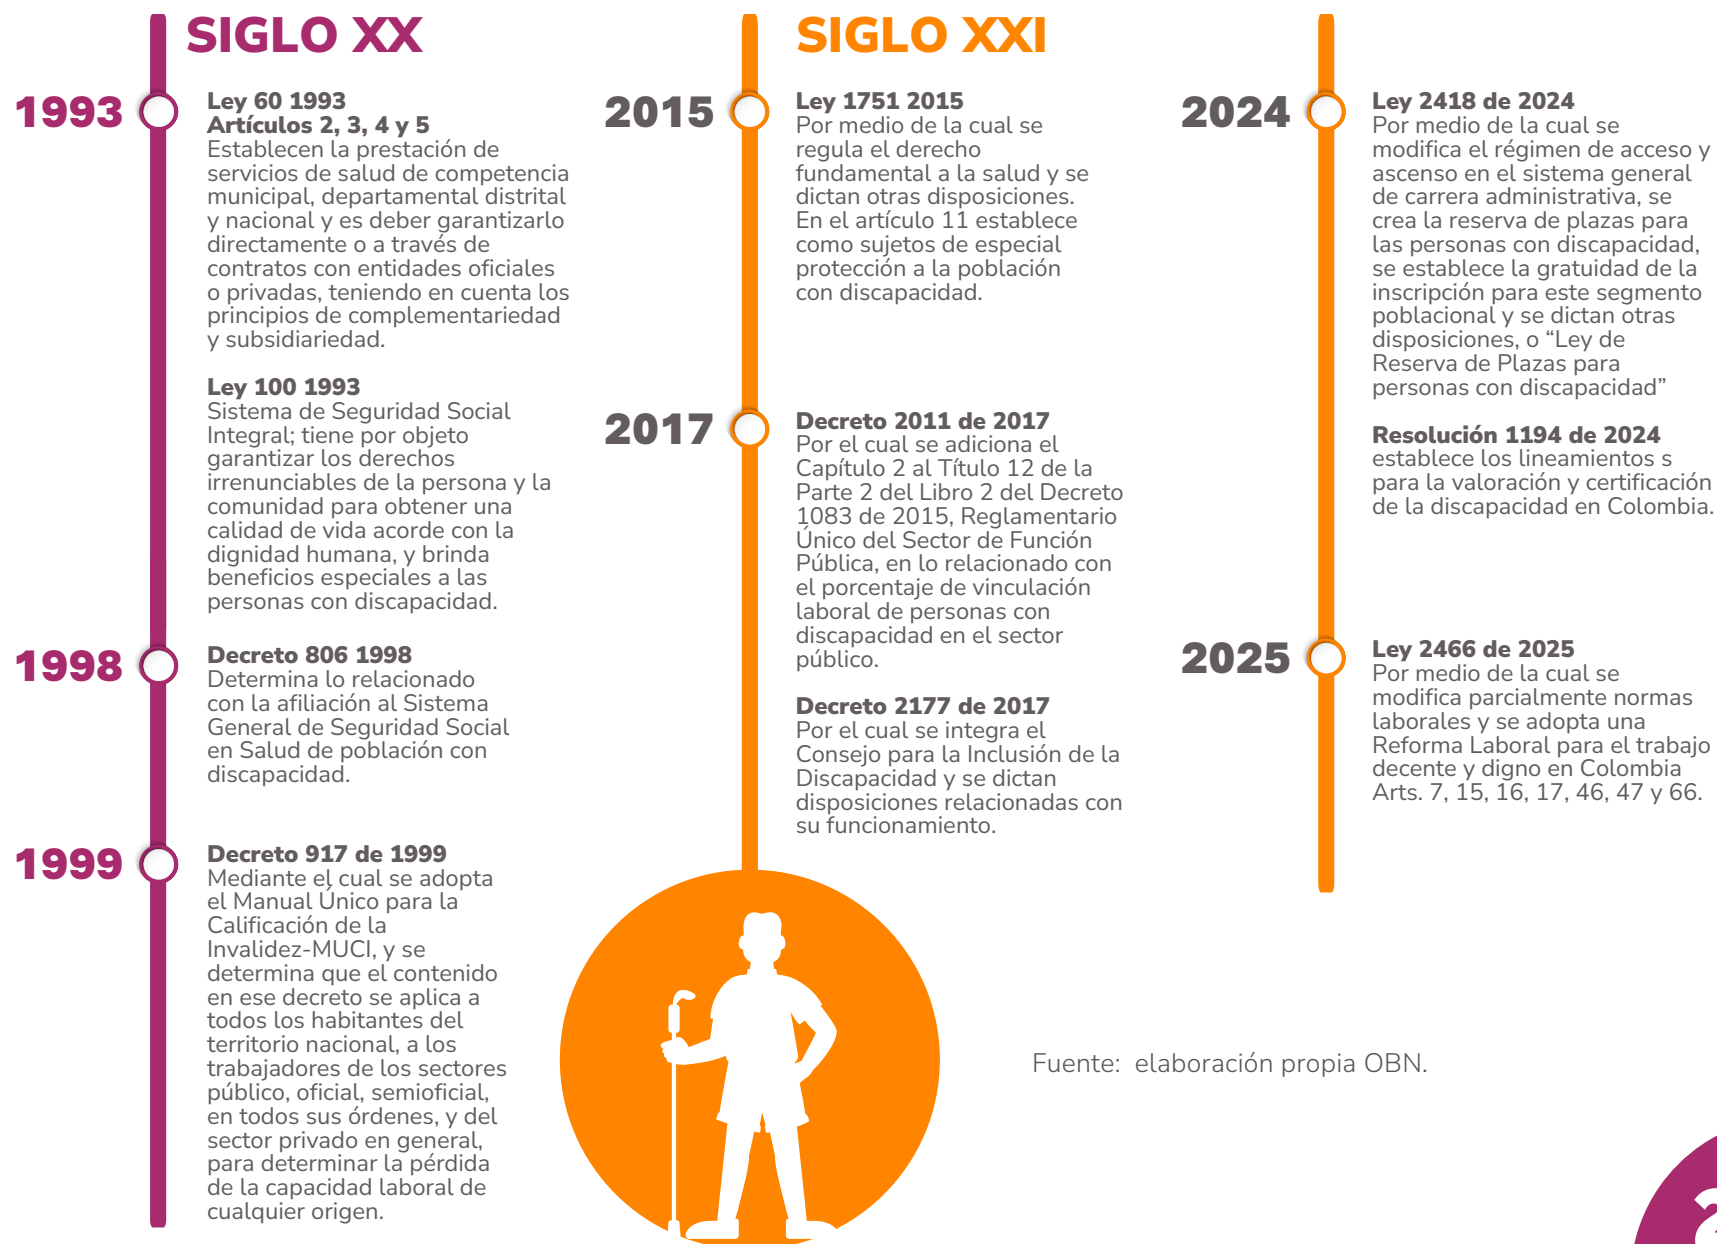 SIGLO XX
1993
Ley 60 1993
Artículos 2, 3, 4 y 5
Establecen la prestación de
servicios de salud de competencia
municipal, departamental distrital
y nacional y es deber garantizarlo
directamente o a través de
contratos con entidades oficiales
o privadas, teniendo en cuenta los
principios de complementariedad
y subsidiariedad.
Ley 100 1993
Sistema de Seguridad Social
Integral; tiene por objeto
garantizar los derechos
irrenunciables de la persona y la
comunidad para obtener una
calidad de vida acorde con la
dignidad humana, y brinda
beneficios especiales a las
personas con discapacidad.
1998
Decreto 806 1998
Determina lo relacionado
con la afiliación al Sistema
General de Seguridad Social
en Salud de población con
discapacidad.
1999
Decreto 917 de 1999
Mediante el cual se adopta
el Manual Único para la
Calificación de la
Invalidez-MUCI, y se
determina que el contenido
en ese decreto se aplica a
todos los habitantes del
territorio nacional, a los
trabajadores de los sectores
público, oficial, semioficial,
en todos sus órdenes, y del
sector privado en general,
para determinar la pérdida
de la capacidad laboral de
cualquier origen.
SIGLO XXI
2015
Ley 1751 2015
Por medio de la cual se
regula el derecho
fundamental a la salud y se
dictan otras disposiciones.
En el artículo 11 establece
como sujetos de especial
protección a la población
con discapacidad.
2017
Decreto 2011 de 2017
Por el cual se adiciona el
Capítulo 2 al Título 12 de la
Parte 2 del Libro 2 del Decreto
1083 de 2015, Reglamentario
Único del Sector de Función
Pública, en lo relacionado con
el porcentaje de vinculación
laboral de personas con
discapacidad en el sector
público.
Decreto 2177 de 2017
Por el cual se integra el
Consejo para la Inclusión de la
Discapacidad y se dictan
disposiciones relacionadas con
su funcionamiento.
2024
Ley 2418 de 2024
Por medio de la cual se
modifica el régimen de acceso y
ascenso en el sistema general
de carrera administrativa, se
crea la reserva de plazas para
las personas con discapacidad,
se establece la gratuidad de la
inscripción para este segmento
poblacional y se dictan otras
disposiciones, o “Ley de
Reserva de Plazas para
personas con discapacidad”
Resolución 1194 de 2024
establece los lineamientos s
para la valoración y certificación
de la discapacidad en Colombia.
2025
Ley 2466 de 2025
Por medio de la cual se
modifica parcialmente normas
laborales y se adopta una
Reforma Laboral para el trabajo
decente y digno en Colombia
Arts. 7, 15, 16, 17, 46, 47 y 66.
Fuente: elaboración propia OBN.